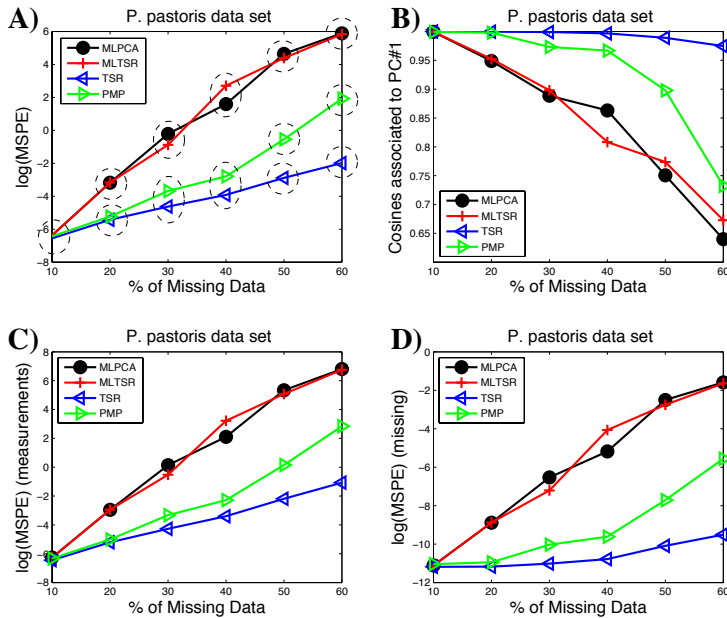 A)
P. pastoris data set
MLPCA
MLTSR
TSR
PMP
log(MSPE)
6
4
2
0
−2
−4
−6
−8
10 20 30 40 50 60
% of Missing Data
B)
P. pastoris data set
Cosines associated to PC#1
0.95
0.9
0.85
0.8
0.75
0.7
0.65
MLPCA
MLTSR
TSR
PMP
10 20 30 40 50 60
% of Missing Data
C)
P. pastoris data set
MLPCA
MLTSR
TSR
PMP
log(MSPE) (measurements)
8
6
4
2
0
−2
−4
−6
−8
10 20 30 40 50 60
% of Missing Data
D)
P. pastoris data set
MLPCA
MLTSR
TSR
PMP
log(MSPE) (missing)
0
−2
−4
−6
−8
−10
−12
10 20 30 40 50 60
% of Missing Data